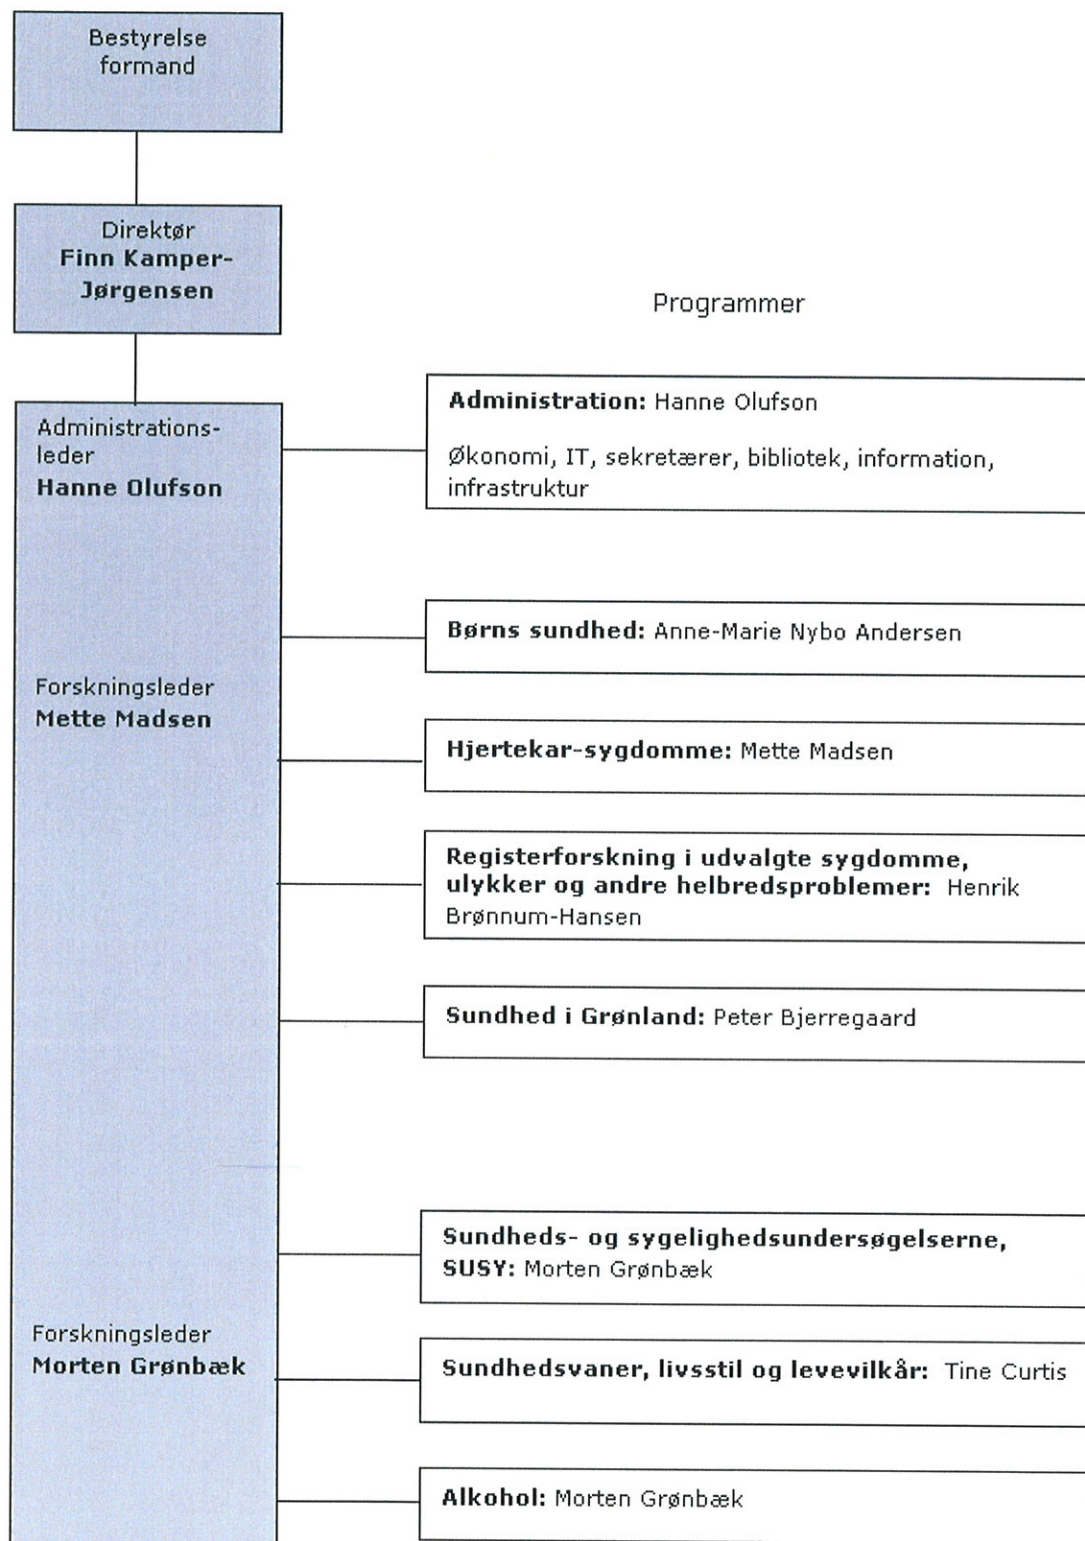 Bestyrelse
formand
Direktør
Finn Kamper-
Jørgensen
Programmer
Administrations-
leder
Hanne Olufson
Administration: Hanne Olufson
Økonomi, IT, sekretærer, bibliotek, information,
infrastruktur
Børns sundhed: Anne-Marie Nybo Andersen
Forskningsleder
Mette Madsen
Hjertekar-sygdomme: Mette Madsen
Registerforskning i udvalgte sygdomme,
ulykker og andre helbredsproblemer: Henrik
Brønnum-Hansen
Sundhed i Grønland: Peter Bjerregaard
Sundheds- og sygelighedsundersøgelserne,
SUSY: Morten Grønbæk
Forskningsleder
Morten Grønbæk
Sundhedsvaner, livsstil og levevilkår: Tine Curtis
Alkohol: Morten Grønbæk